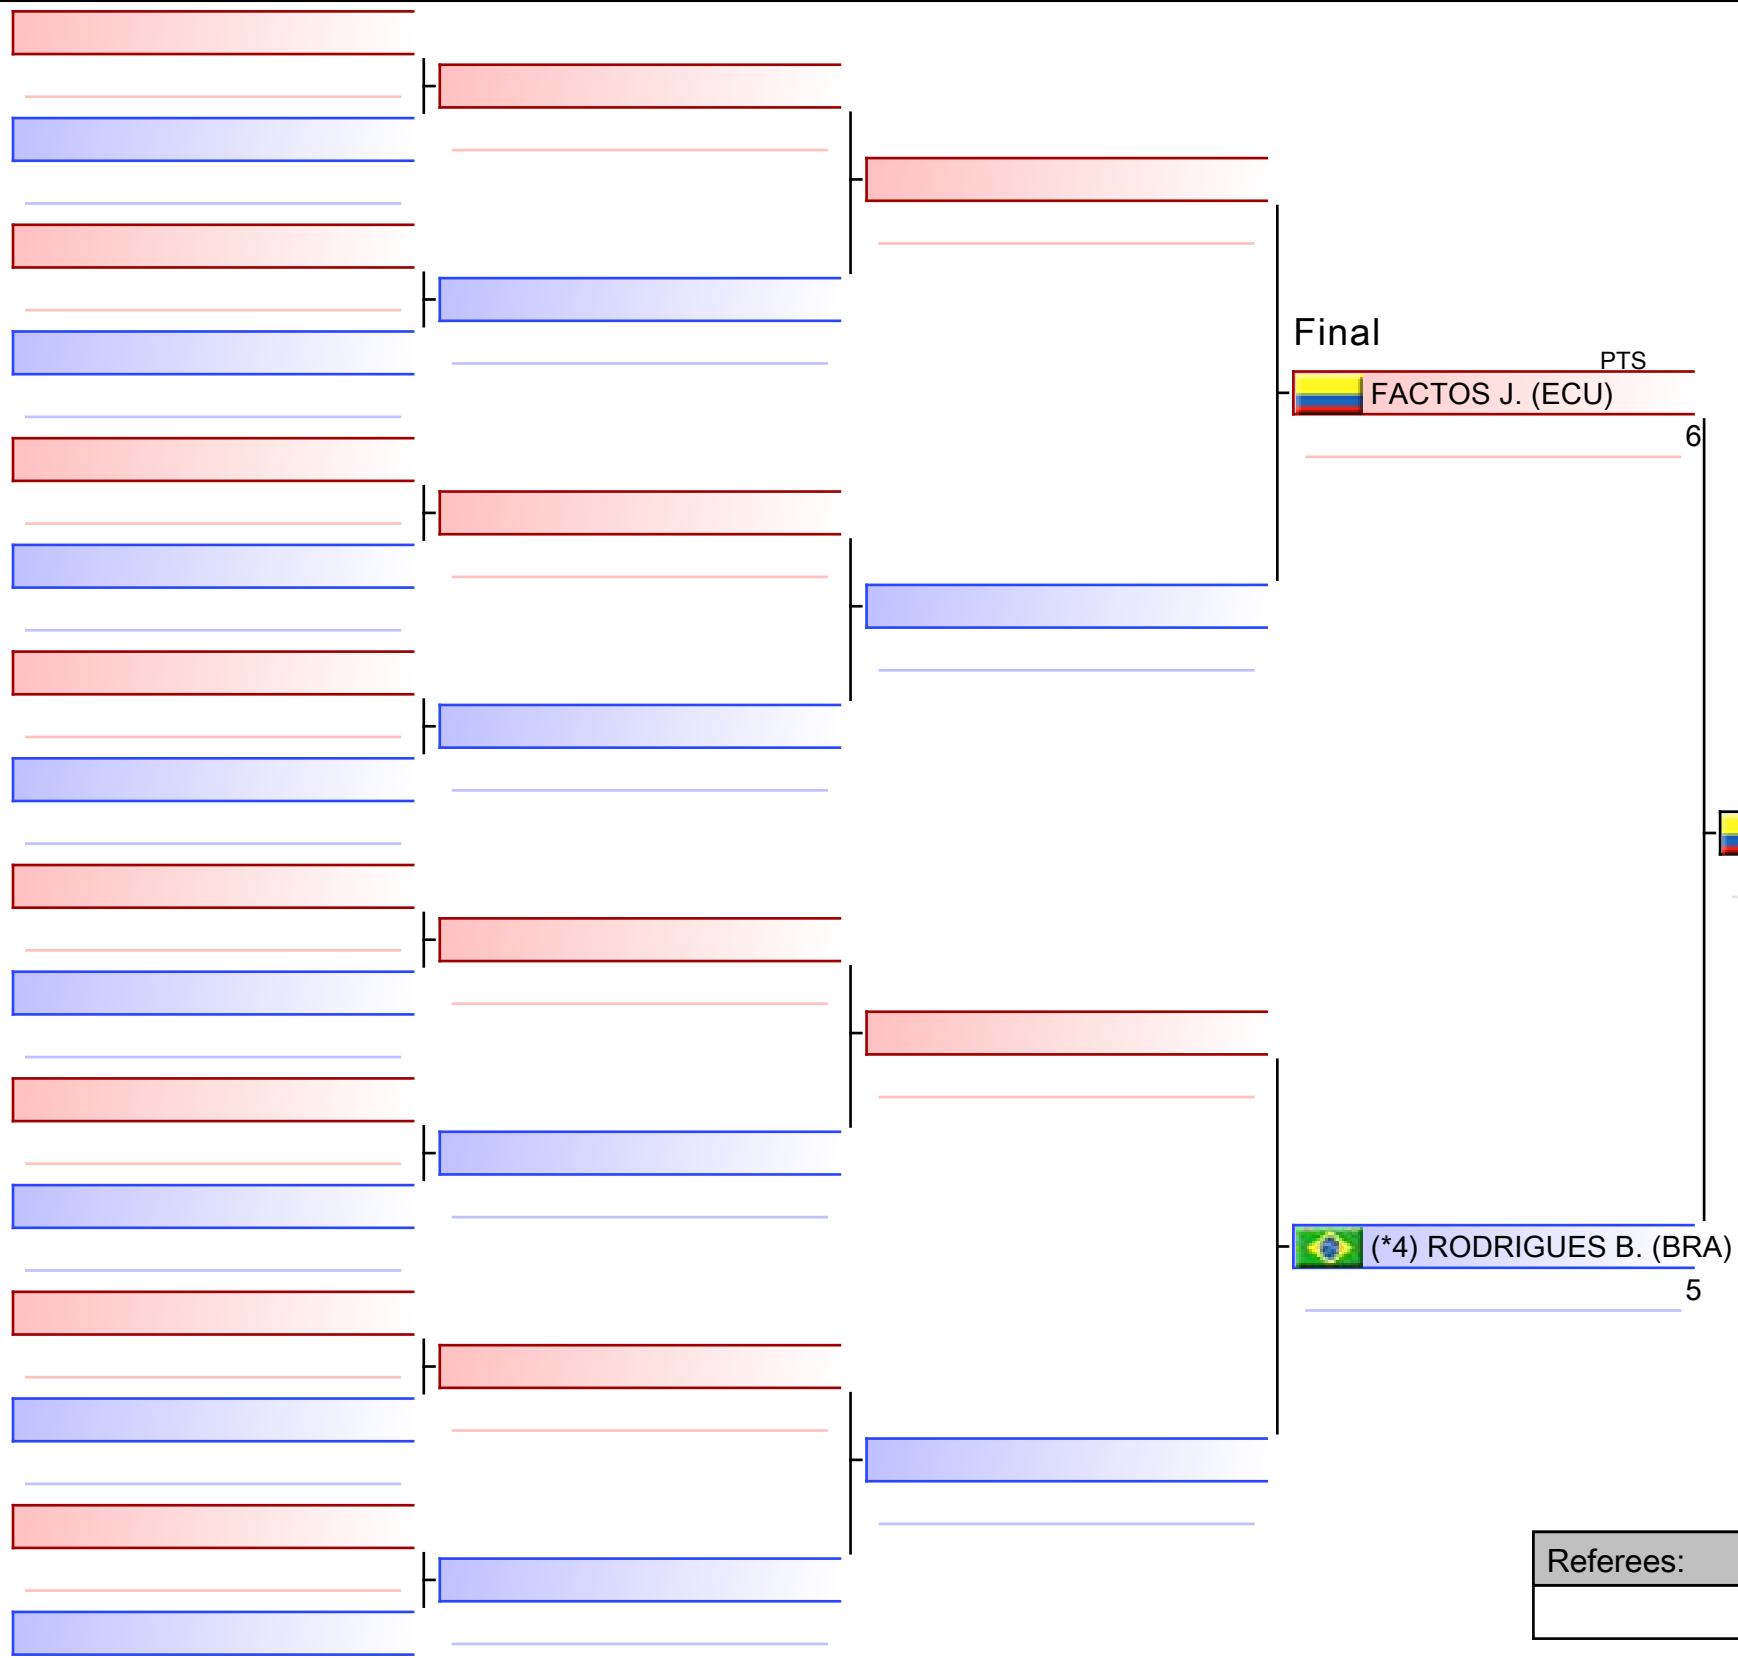 Final
PTS
FACTOS J. (ECU)
6
(*4) RODRIGUES B. (BRA)
5
Referees: